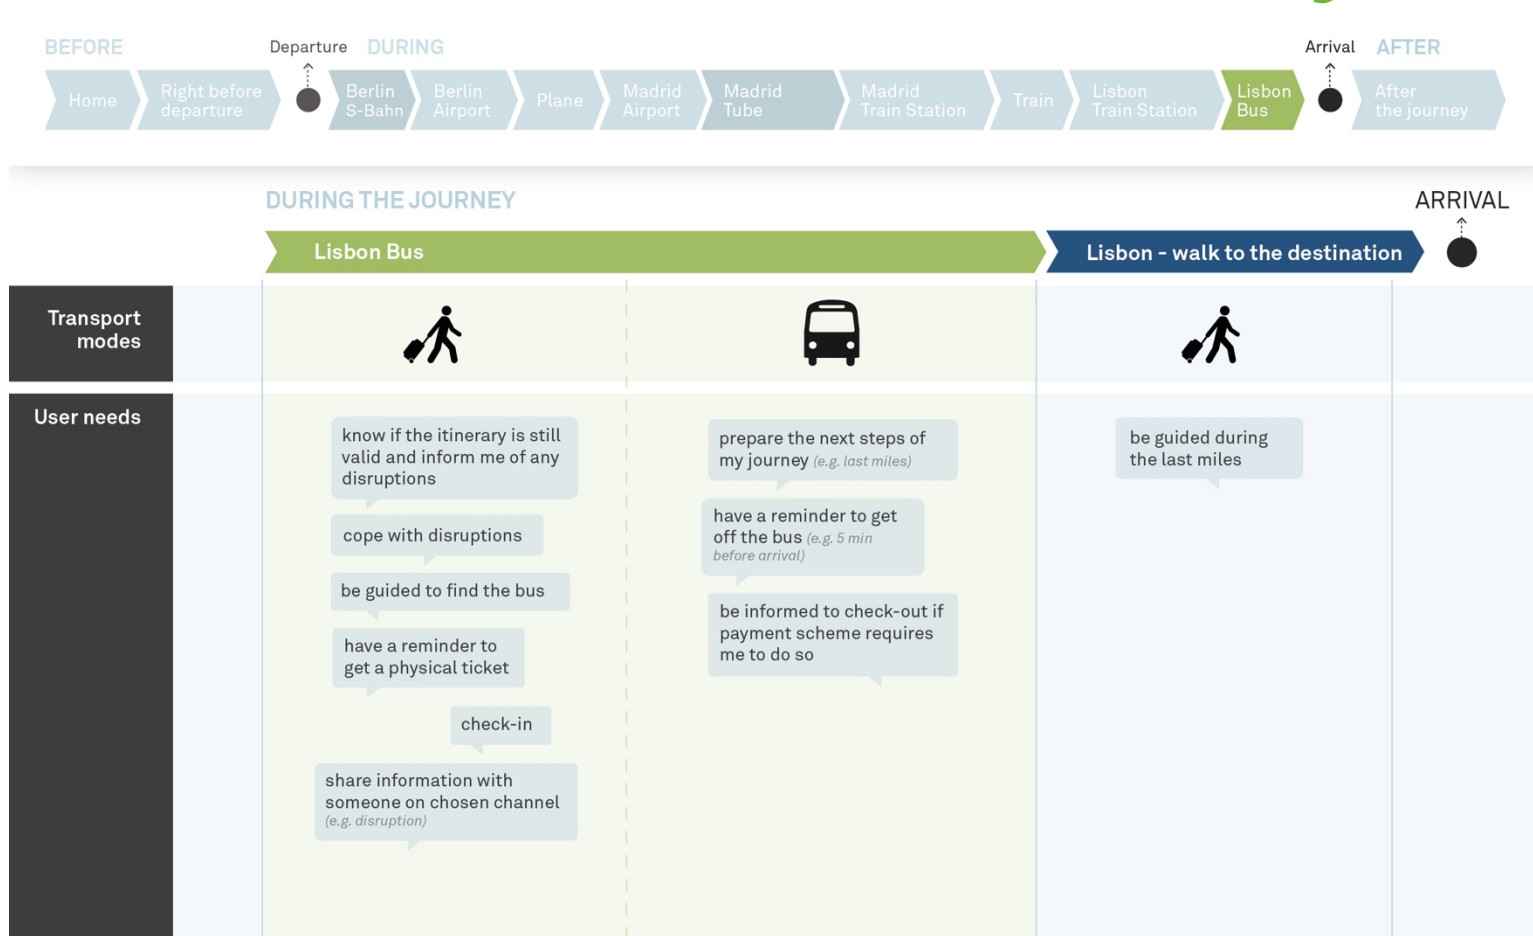 BEFORE
Departure
DURING
Arrival
AFTER
Home
Right before
departure
Berlin
S-Bahn
Berlin
Airport
Plane
Madrid
Airport
Madrid
Tube
Madrid
Train Station
Train
Lisbon
Train Station
Lisbon
Bus
After
the journey
DURING THE JOURNEY
ARRIVAL
Lisbon Bus
Lisbon - walk to the destination
Transport
modes
User needs
know if the itinerary is still
valid and inform me of any
disruptions
cope with disruptions
be guided to find the bus
have a reminder to
get a physical ticket
check-in
share information with
someone on chosen channel
(e.g. disruption)
prepare the next steps of
my journey (e.g. last miles)
have a reminder to get
off the bus (e.g. 5 min
before arrival)
be informed to check-out if
payment scheme requires
me to do so
be guided during
the last miles